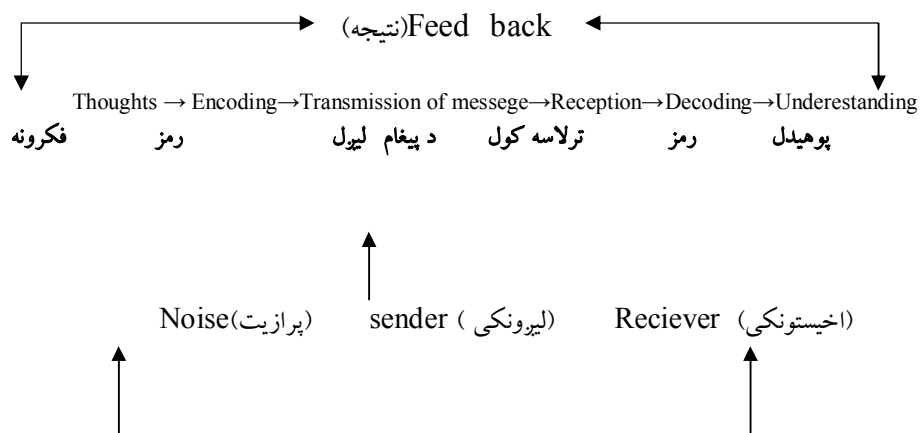 Feed back(نتیجه)
Thoughts → Encoding→Transmission of messege→Reception→Decoding→Underestanding
فکرونه رمز د پیغام لیږل ترلاسه کول رمز پوهیدل
Noise(پرازیت) sender (لیږونکی) Reciever (اخیستونکی)